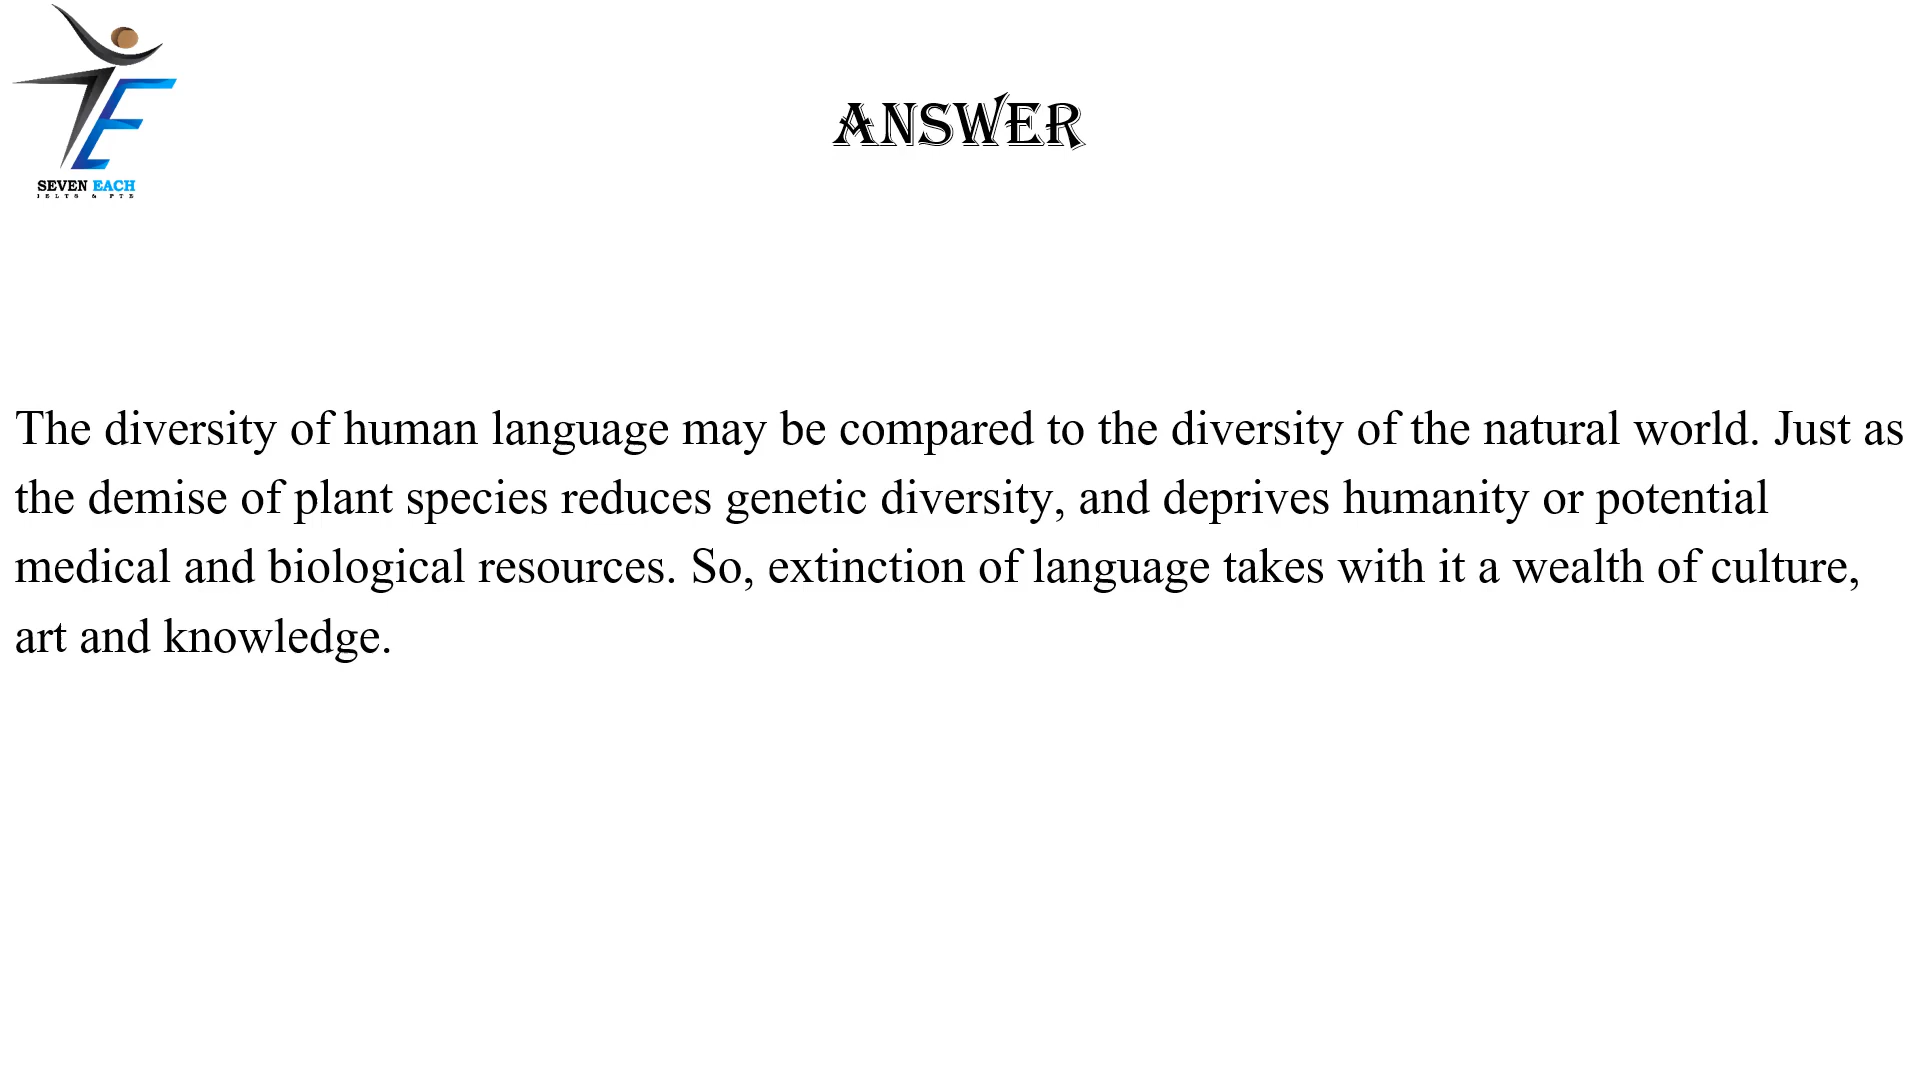 SEVEN EACH
IELTS & PTE
ANSWER
The diversity of human language may be compared to the diversity of the natural world. Just as
the demise of plant species reduces genetic diversity, and deprives humanity or potential
medical and biological resources. So, extinction of language takes with it a wealth of culture,
art and knowledge.